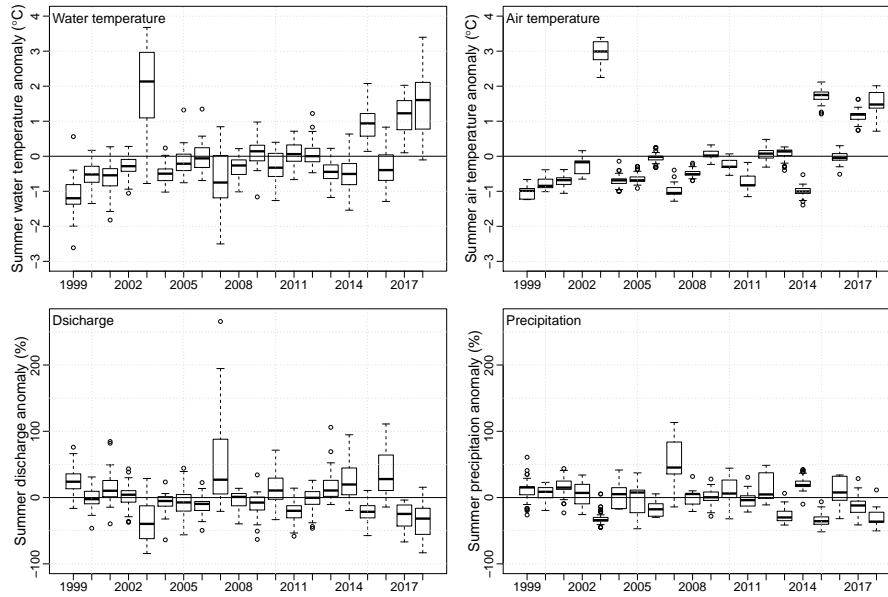 Water temperature
Summer water temperature anomaly (°C)
4
3
2
1
0
−1
−2
−3
1999 2002 2005 2008 2011 2014 2017
Air temperature
Summer air temperature anomaly (°C)
4
3
2
1
0
−1
−2
−3
1999 2002 2005 2008 2011 2014 2017
Dsicharge
Summer discharge anomaly (%)
200
100
0
−100
1999 2002 2005 2008 2011 2014 2017
Precipitation
Summer precipitaion anomaly (%)
200
100
0
−100
1999 2002 2005 2008 2011 2014 2017